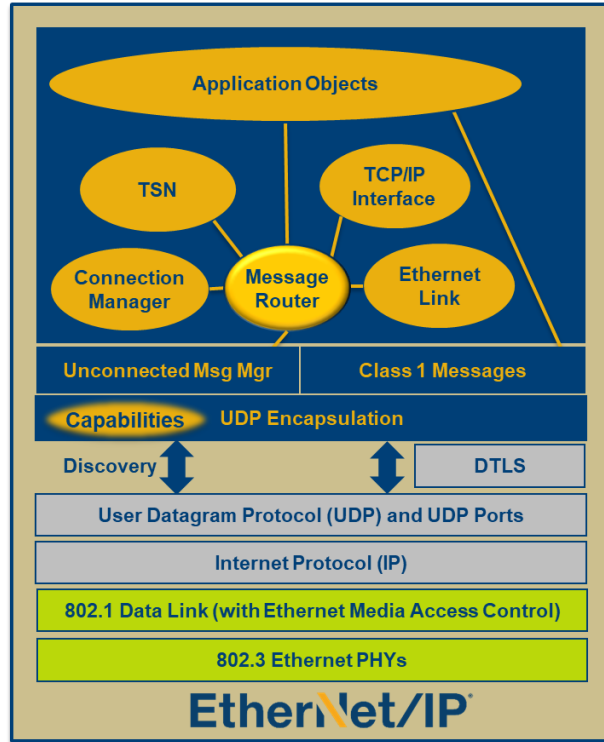 Application Objects
TSN
TCP/IP
Interface
Connection
Manager
Message
Router
Ethernet
Link
Unconnected Msg Mgr
Class 1 Messages
Capabilities
UDP Encapsulation
Discovery
DTLS
User Datagram Protocol (UDP) and UDP Ports
Internet Protocol (IP)
802.1 Data Link (with Ethernet Media Access Control)
802.3 Ethernet PHYs
EtherNet/IP®